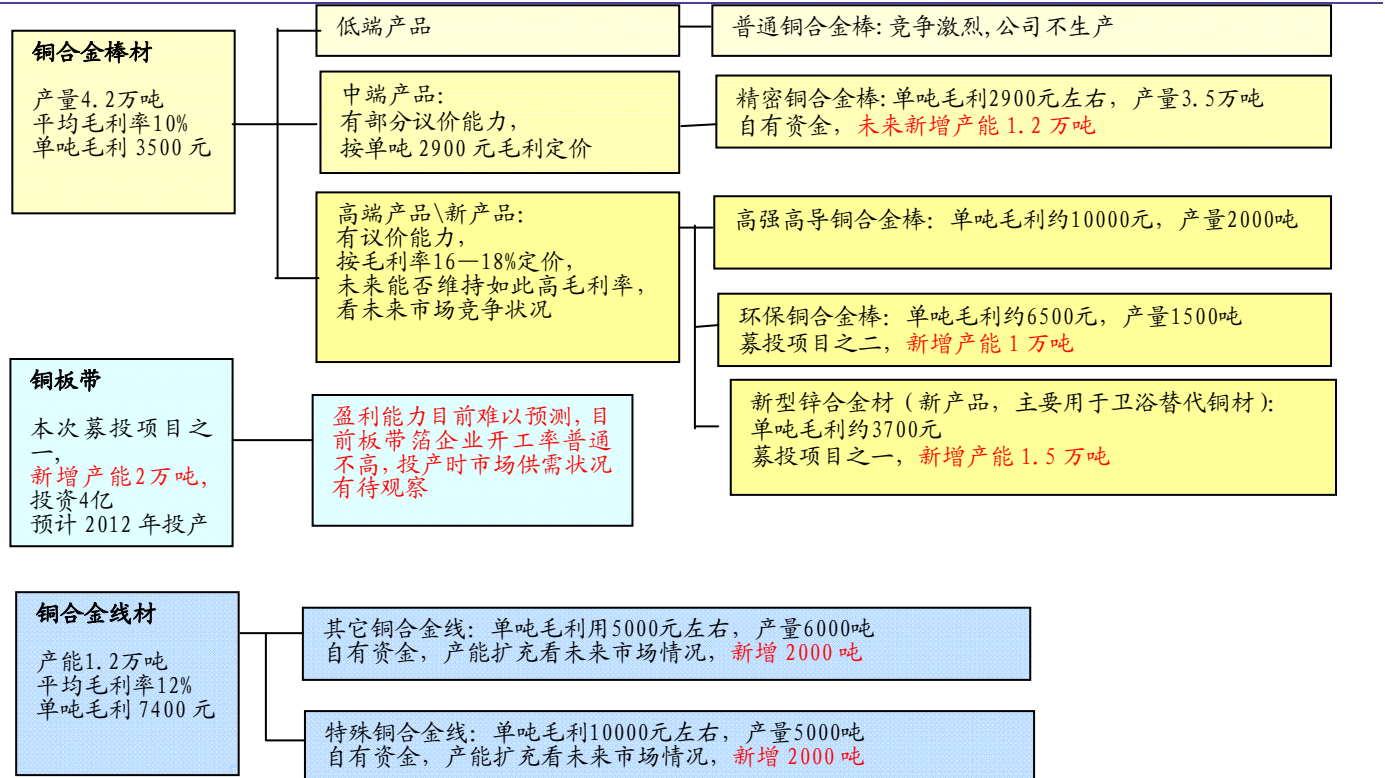 铜合金棒材
产量4.2万吨
平均毛利率10%
单吨毛利 3500 元
低端产品
普通铜合金棒：竞争激烈,公司不生产
中端产品：
有部分议价能力，
按单吨 2900 元毛利定价
精密铜合金棒：单吨毛利2900元左右，产量3.5万吨
自有资金，未来新增产能 1.2 万吨
高端产品\新产品：
有议价能力，
按毛利率16—18%定价，
未来能否维持如此高毛利率，
看未来市场竞争状况
高强高导铜合金棒：单吨毛利约10000元，产量2000吨
环保铜合金棒：单吨毛利约6500元，产量1500吨
募投项目之二，新增产能 1 万吨
新型锌合金材（新产品，主要用于卫浴替代铜材）：
单吨毛利约3700元
募投项目之一，新增产能 1.5 万吨
铜板带
本次募投项目之
一，
新增产能2万吨，
投资4亿
预计 2012 年投产
盈利能力目前难以预测,目
前板带箔企业开工率普遍
不高,投产时市场供需状况
有待观察
铜合金线材
产能1.2万吨
平均毛利率12%
单吨毛利 7400 元
其它铜合金线：单吨毛利用5000元左右，产量6000吨
自有资金，产能扩充看未来市场情况，新增 2000 吨
特殊铜合金线：单吨毛利10000元左右，产量5000吨
自有资金，产能扩充看未来市场情况，新增 2000 吨